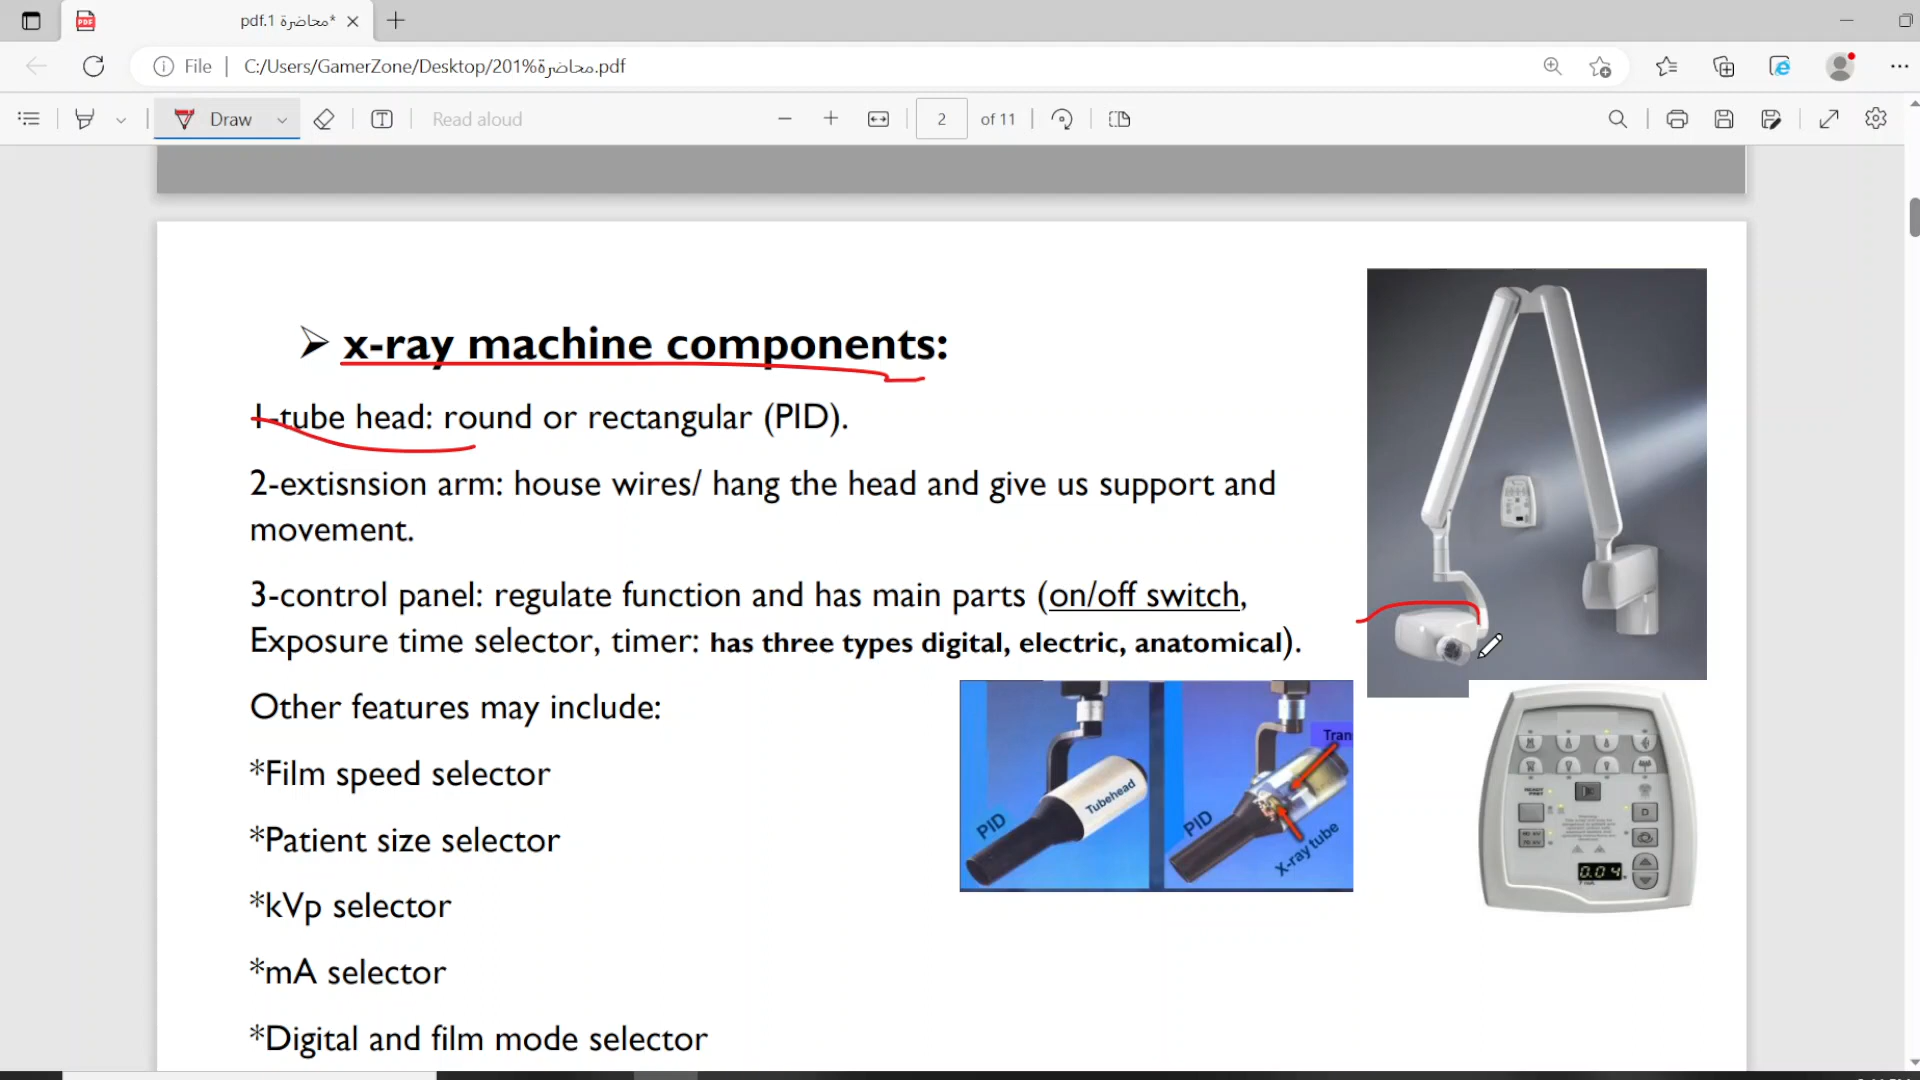 pdf.1 محاضرة*
File
C:/Users/GamerZone/Desktop/201%محاضرة.pdf
Draw
Read aloud
2
of 11
➢ x-ray machine components:
1-tube head: round or rectangular (PID).
2-extisnsion arm: house wires/ hang the head and give us support and
movement.
3-control panel: regulate function and has main parts (on/off switch,
Exposure time selector, timer: has three types digital, electric, anatomical).
Other features may include:
*Film speed selector
*Patient size selector
*kVp selector
*mA selector
*Digital and film mode selector
PID
Tubehead
PID
Tran
X-ray tube
D
0.04